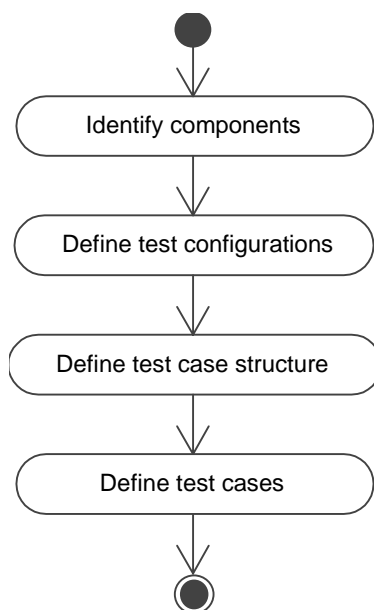 Identify components
Define test configurations
Define test case structure
Define test cases